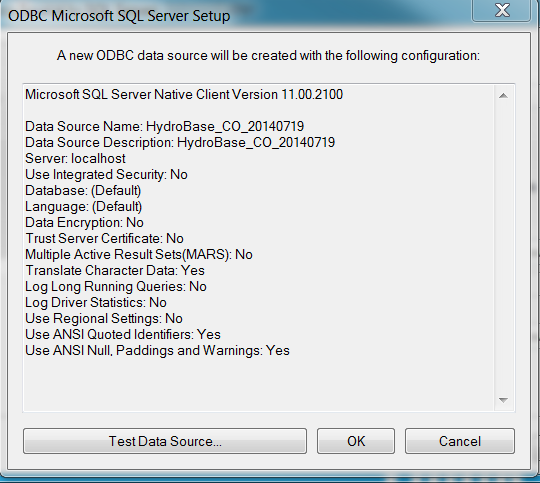 ODBC Microsoft SQL Server Setup
A new ODBC data source will be created with the following configuration:
Microsoft SQL Server Native Client Version 11.00.2100
Data Source Name: HydroBase_CO_20140719
Data Source Description: HydroBase_CO_20140719
Server: localhost
Use Integrated Security: No
Database: (Default)
Language: (Default)
Data Encryption: No
Trust Server Certificate: No
Multiple Active Result Sets(MARS): No
Translate Character Data: Yes
Log Long Running Queries: No
Log Driver Statistics: No
Use Regional Settings: No
Use ANSI Quoted Identifiers: Yes
Use ANSI Null, Paddings and Warnings: Yes
Test Data Source... OK Cancel